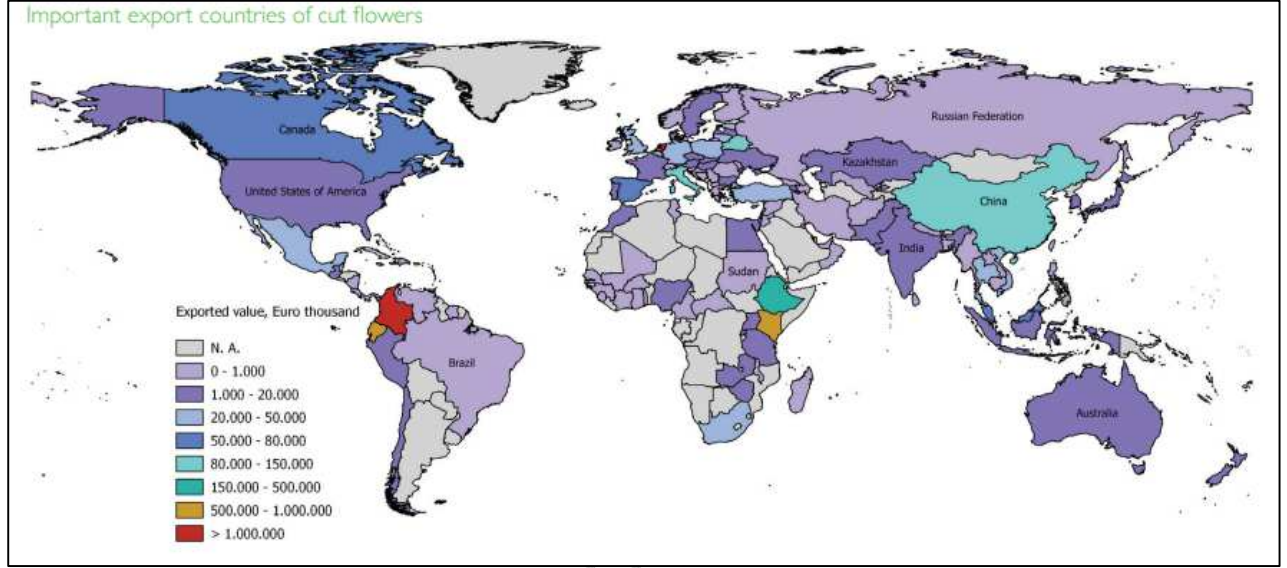 Important export countries of cut flowers
Canada
Russian Federation
Kazakhstan
United States of America
China
India
Sudan
Exported value, Euro thousand
N. A.
0 - 1.000
1.000 - 20.000
20.000 - 50.000
50.000 - 80.000
80.000 - 150.000
150.000 - 500.000
500.000 - 1.000.000
> 1.000.000
Brazil
Australia